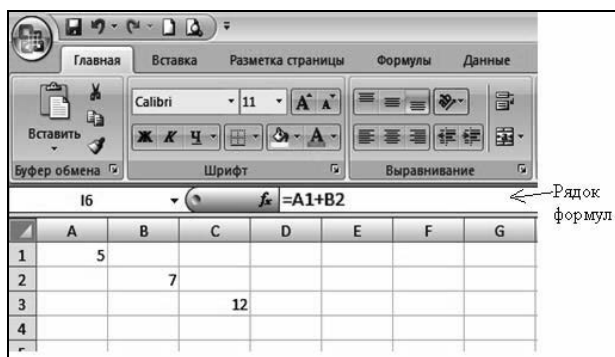 Главная Вставка Разметка страницы Формулы Данные
Вставить
Calibri 11 A A
Ж К Ч A
Буфер обмена Шрифт Выравнивание
I6 fx =A1+B2
Рядок
формул
A B C D E F G
1 5
2 7
3 12
4